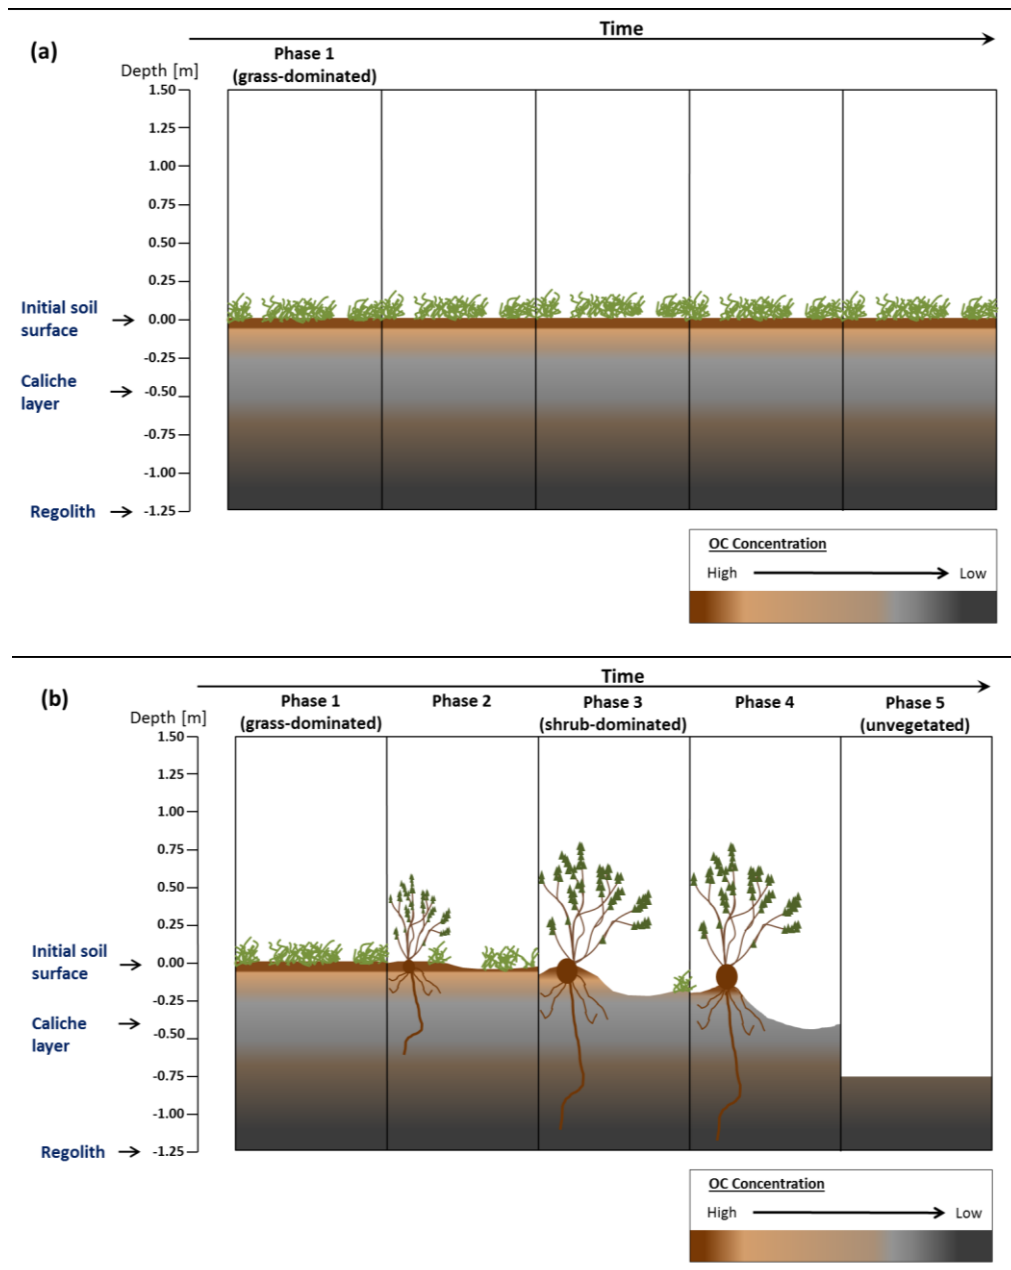 (a)
Time
Phase 1
(grass-dominated)
Depth [m]
1.50
1.25
1.00
0.75
0.50
0.25
Initial soil
surface
0.00
-0.25
Caliche
layer
-0.50
-0.75
-1.00
Regolith
-1.25
OC Concentration
High
Low
(b)
Time
Phase 1
(grass-dominated)
Phase 2
Phase 3
(shrub-dominated)
Phase 4
Phase 5
(unvegetated)
Depth [m]
1.50
1.25
1.00
0.75
0.50
0.25
Initial soil
surface
0.00
-0.25
Caliche
layer
-0.50
-0.75
-1.00
Regolith
-1.25
OC Concentration
High
Low